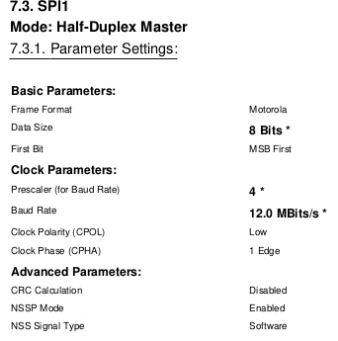 7.3. SPI1
Mode: Half-Duplex Master
7.3.1. Parameter Settings:
Basic Parameters:
Frame Format Motorola
Data Size 8 Bits *
First Bit MSB First
Clock Parameters:
Prescaler (for Baud Rate) 4 *
Baud Rate 12.0 MBits/s *
Clock Polarity (CPOL) Low
Clock Phase (CPHA) 1 Edge
Advanced Parameters:
CRC Calculation Disabled
NSSP Mode Enabled
NSS Signal Type Software